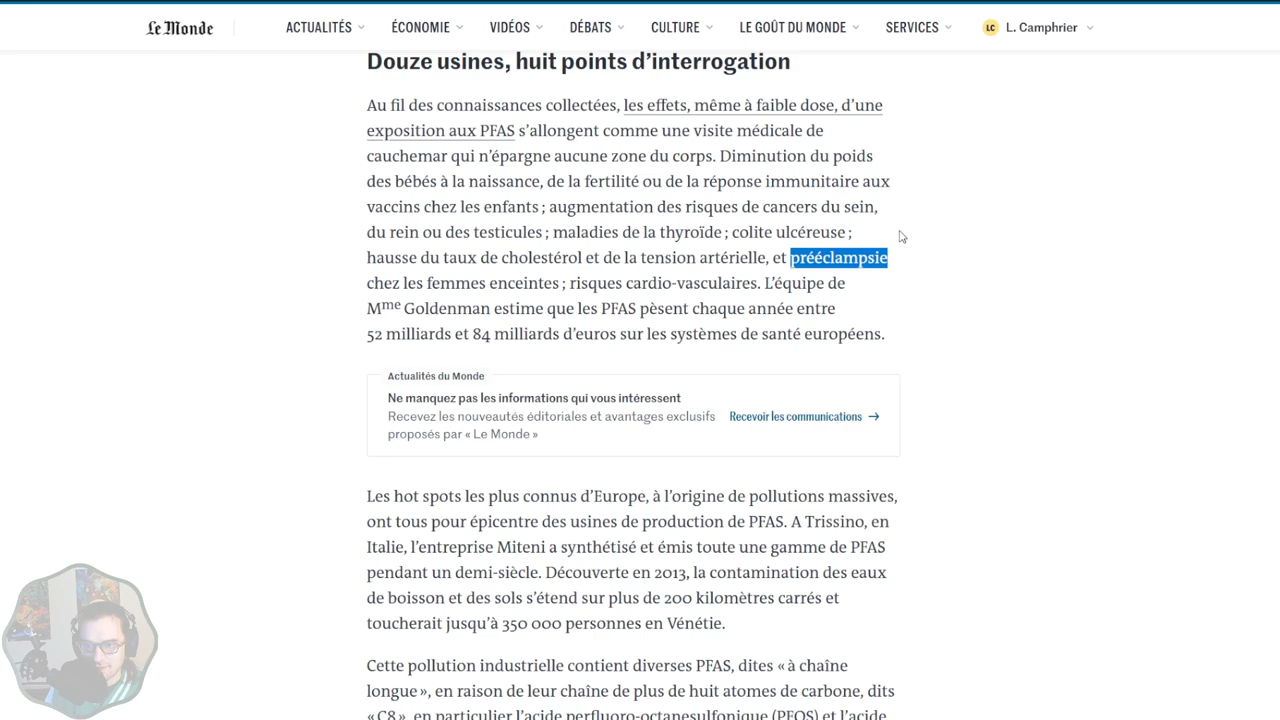 Le Monde
ACTUALITÉS
ÉCONOMIE
VIDÉOS
DÉBATS
CULTURE
LE GOÛT DU MONDE
SERVICES
LC
L. Camphrier
Douze usines, huit points d’interrogation
Au fil des connaissances collectées, les effets, même à faible dose, d’une
exposition aux PFAS s’allongent comme une visite médicale de
cauchemar qui n’épargne aucune zone du corps. Diminution du poids
des bébés à la naissance, de la fertilité ou de la réponse immunitaire aux
vaccins chez les enfants ; augmentation des risques de cancers du sein,
du rein ou des testicules ; maladies de la thyroïde ; colite ulcéreuse ;
hausse du taux de cholestérol et de la tension artérielle, et prééclampsie
chez les femmes enceintes ; risques cardio-vasculaires. L’équipe de
Mme Goldenman estime que les PFAS pèsent chaque année entre
52 milliards et 84 milliards d’euros sur les systèmes de santé européens.
Actualités du Monde
Ne manquez pas les informations qui vous intéressent
Recevez les nouveautés éditoriales et avantages exclusifs
proposés par « Le Monde »
Recevoir les communications →
Les hot spots les plus connus d’Europe, à l’origine de pollutions massives,
ont tous pour épicentre des usines de production de PFAS. A Trissino, en
Italie, l’entreprise Miteni a synthétisé et émis toute une gamme de PFAS
pendant un demi-siècle. Découverte en 2013, la contamination des eaux
de boisson et des sols s’étend sur plus de 200 kilomètres carrés et
toucherait jusqu’à 350 000 personnes en Vénétie.
Cette pollution industrielle contient diverses PFAS, dites « à chaîne
longue », en raison de leur chaîne de plus de huit atomes de carbone, dits
« C8 », en particulier l’acide perfluoro-octanesulfonique (PFOS) et l’acide